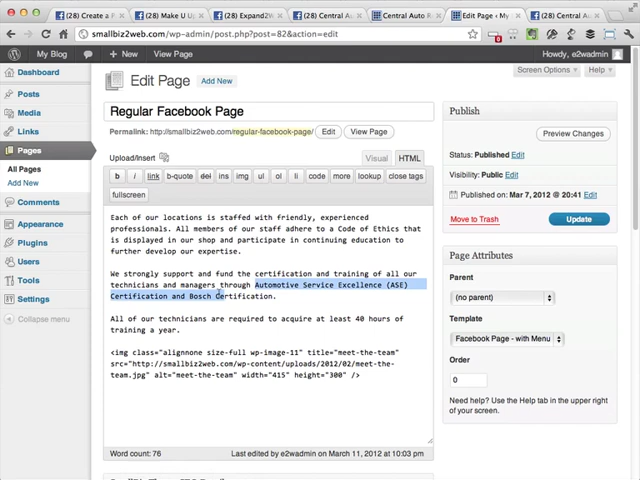 (28) Create a P
(28) Make U U
(28) Expand2W
(28) Central Au
Central Auto R
Edit Page ‹ My
(28) Central Au
smallbiz2web.com/wp-admin/post.php?post=82&action=edit
My Blog + New View Page Howdy, e2wadmin
Screen Options Help
Dashboard
Posts
Media
Links
Pages
All Pages
Add New
Comments
Appearance
Plugins
Users
Tools
Settings
Collapse menu
Edit Page Add New
Regular Facebook Page
Permalink: http://smallbiz2web.com/regular-facebook-page/ Edit View Page
Upload/Insert Visual HTML
b i link b-quote del ins img ul ol li code more lookup close tags
fullscreen
Each of our locations is staffed with friendly, experienced
professionals. All members of our staff adhere to a Code of Ethics that
is displayed in our shop and participate in continuing education to
further develop our expertise.
We strongly support and fund the certification and training of all our
technicians and managers through Automotive Service Excellence (ASE)
Certification and Bosch Certification.
All of our technicians are required to acquire at least 40 hours of
training a year.
<img class="alignnone size-full wp-image-11" title="meet-the-team"
src="http://smallbiz2web.com/wp-content/uploads/2012/02/meet-the-
team.jpg" alt="meet-the-team" width="415" height="300" />
Word count: 76 Last edited by e2wadmin on March 11, 2012 at 10:03 pm
Publish
Preview Changes
Status: Published Edit
Visibility: Public Edit
Published on: Mar 7, 2012 @ 20:41 Edit
Move to Trash Update
Page Attributes
Parent
(no parent)
Template
Facebook Page - with Menu
Order
0
Need help? Use the Help tab in the upper right
of your screen.